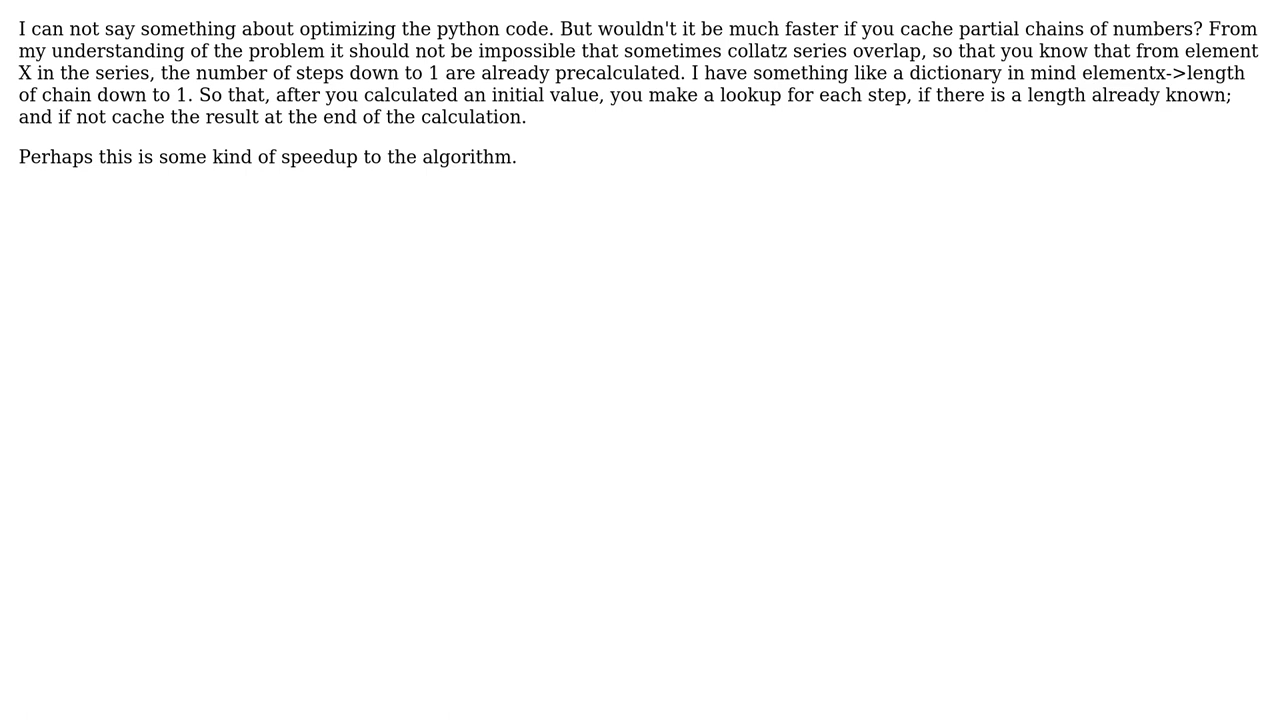 I can not say something about optimizing the python code. But wouldn't it be much faster if you cache partial chains of numbers? From
my understanding of the problem it should not be impossible that sometimes collatz series overlap, so that you know that from element
X in the series, the number of steps down to 1 are already precalculated. I have something like a dictionary in mind elementx->length
of chain down to 1. So that, after you calculated an initial value, you make a lookup for each step, if there is a length already known;
and if not cache the result at the end of the calculation.
Perhaps this is some kind of speedup to the algorithm.